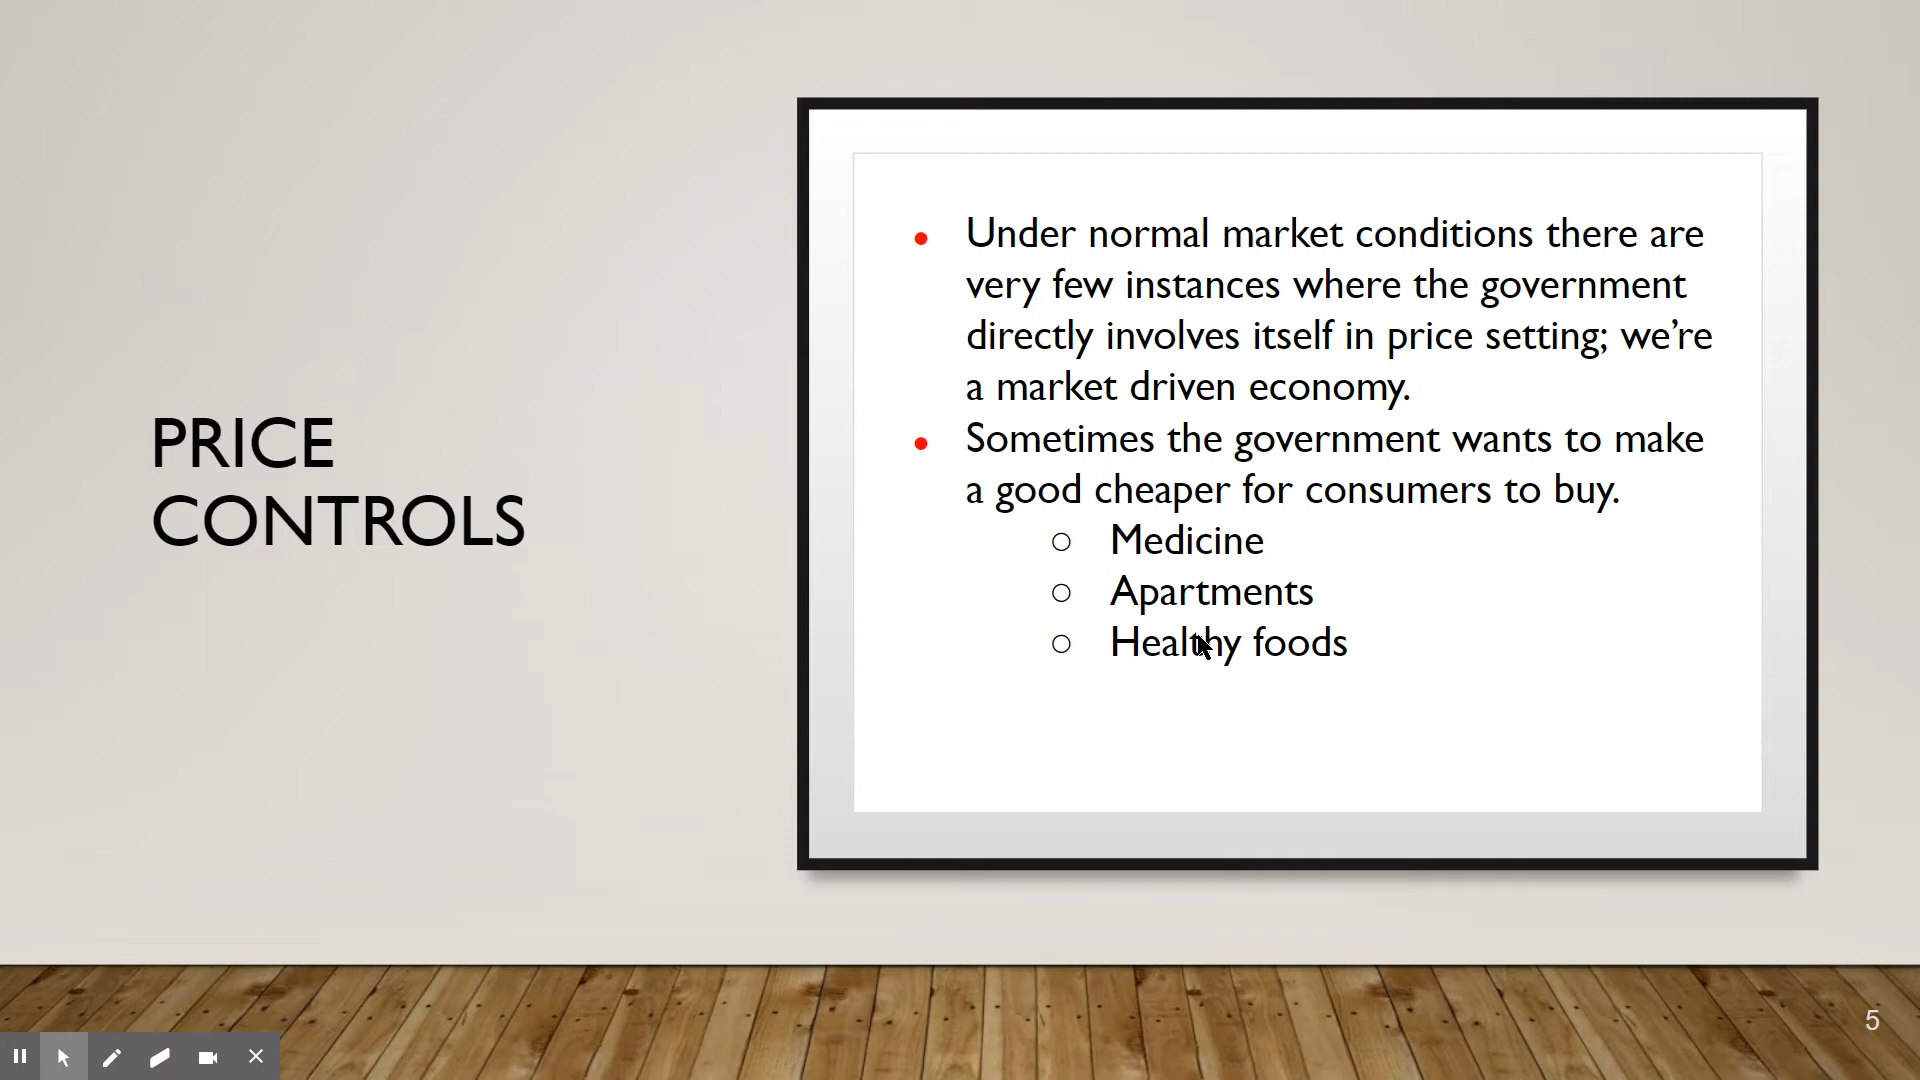 PRICE
CONTROLS
Under normal market conditions there are
very few instances where the government
directly involves itself in price setting; we’re
a market driven economy.
Sometimes the government wants to make
a good cheaper for consumers to buy.
Medicine
Apartments
Healthy foods
5